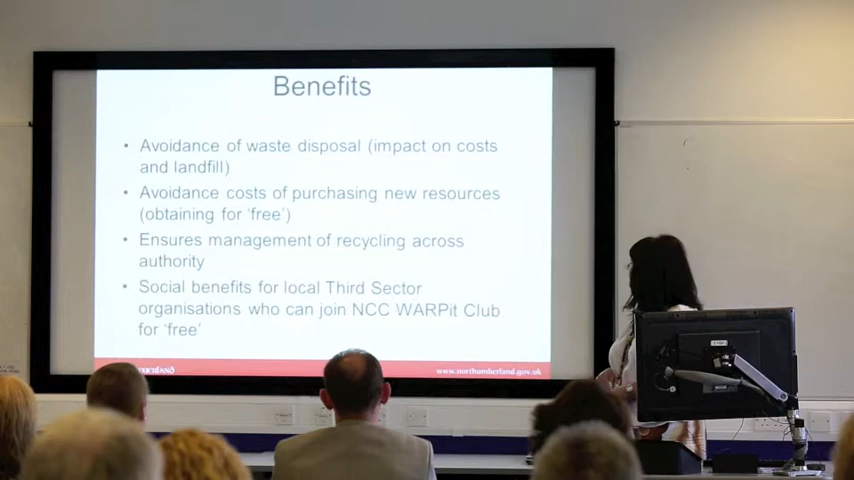 Benefits
• Avoidance of waste disposal (impact on costs
and landfill)
• Avoidance costs of purchasing new resources
(obtaining for 'free')
• Ensures management of recycling across
authority
• Social benefits for local Third Sector
organisations who can join NCC WARPit Club
for 'free'
www.northumberland.gov.uk